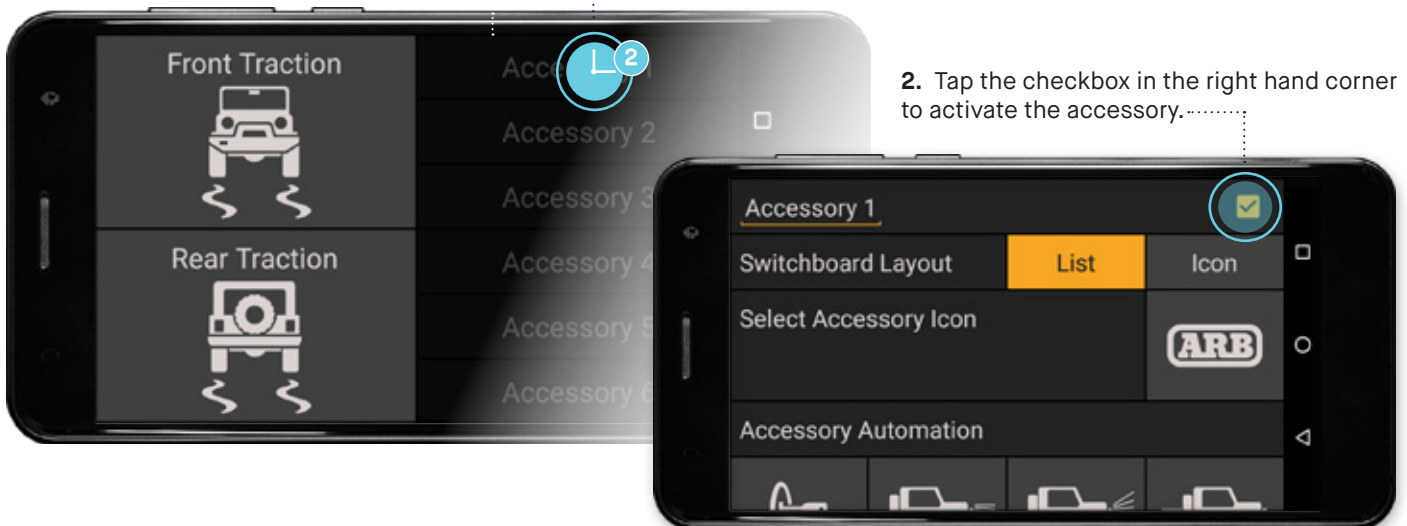 Front Traction
Rear Traction
2
Accessory 2
Accessory 3
Accessory 4
Accessory 5
Accessory 6
2. Tap the checkbox in the right hand corner
to activate the accessory.
Accessory 1
Switchboard Layout
List
Icon
Select Accessory Icon
ARB
Accessory Automation